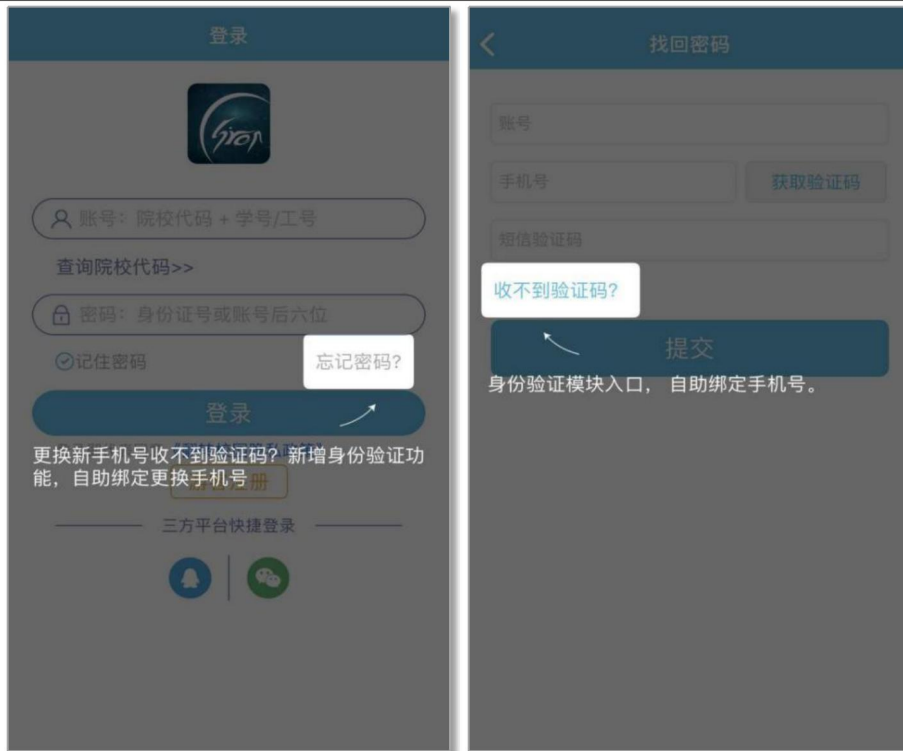 登录
Giron
账号：院校代码 + 学号/工号
查询院校代码>>
密码：身份证号或账号后六位
记住密码
忘记密码?
登录
更换新手机号收不到验证码？新增身份验证功
能，自助绑定更换手机号
三方平台快捷登录
找回密码
账号
手机号
获取验证码
短信验证码
收不到验证码?
提交
身份验证模块入口， 自助绑定手机号。